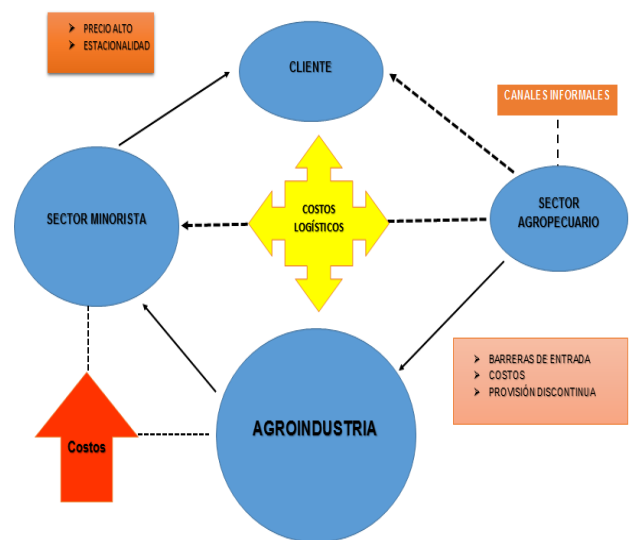 PRECIO ALTO
ESTACIONALIDAD
CLIENTE
CANALES INFORMALES
SECTOR MINORISTA
COSTOS
LOGÍSTICOS
SECTOR
AGROPECUARIO
BARRERAS DE ENTRADA
COSTOS
PROVISIÓN DISCONTINUA
AGROINDUSTRIA
Costos